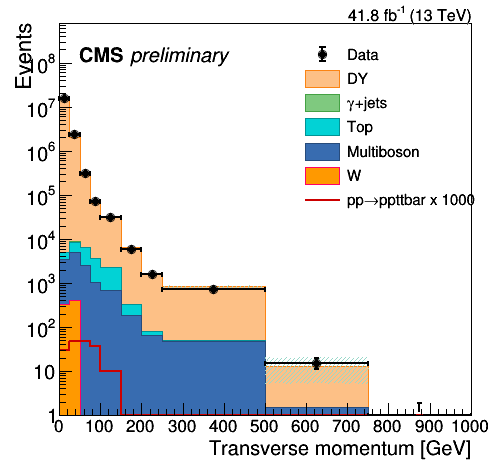 41.8 fb⁻¹ (13 TeV)
Events
CMS preliminary
Data
DY
γ+jets
Top
Multiboson
W
pp→ppttbar x 1000
10⁸
10⁷
10⁶
10⁵
10⁴
10³
10²
10
1
0 100 200 300 400 500 600 700 800 900 1000
Transverse momentum [GeV]